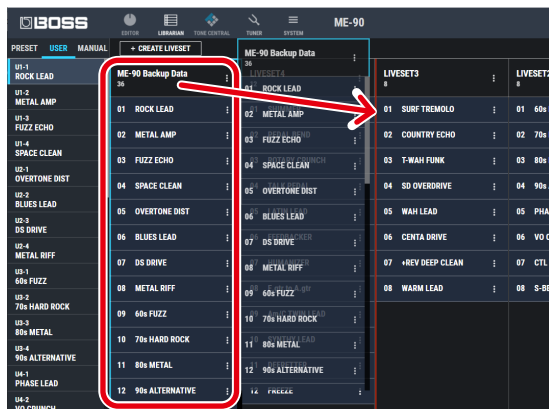 BOSS
EDITOR
LIBRARIAN
TONE CENTRAL
TUNER
SYSTEM
ME-90
PRESET USER MANUAL
+ CREATE LIVESET
U1-1
ROCK LEAD
U1-2
METAL AMP
U1-3
FUZZ ECHO
U1-4
SPACE CLEAN
U2-1
OVERTONE DIST
U2-2
BLUES LEAD
U2-3
DS DRIVE
U2-4
METAL RIFF
U3-1
60s FUZZ
U3-2
70s HARD ROCK
U3-3
80s METAL
U3-4
90s ALTERNATIVE
U4-1
PHASE LEAD
U4-2
VO CRUNCH
ME-90 Backup Data
36
01 ROCK LEAD
02 METAL AMP
03 FUZZ ECHO
04 SPACE CLEAN
05 OVERTONE DIST
06 BLUES LEAD
07 DS DRIVE
08 METAL RIFF
09 60s FUZZ
10 70s HARD ROCK
11 80s METAL
12 90s ALTERNATIVE
ME-90 Backup Data
36
LIVESET4
01 ROCK LEAD
02 METAL AMP
03 FUZZ ECHO
04 SPACE CLEAN
05 OVERTONE DIST
06 BLUES LEAD
07 DS DRIVE
08 METAL RIFF
09 60s FUZZ
10 70s HARD ROCK
11 80s METAL
12 90s ALTERNATIVE
12 FREEZE
LIVESET3
8
01 SURF TREMOLO
02 COUNTRY ECHO
03 T-WAH FUNK
04 SD OVERDRIVE
05 WAH LEAD
06 CENTA DRIVE
07 +REV DEEP CLEAN
08 WARM LEAD
LIVESET2
8
01 60s
02 70s
03 80s
04 90s
05 PHA
06 VO C
07 CTL
08 S-BE